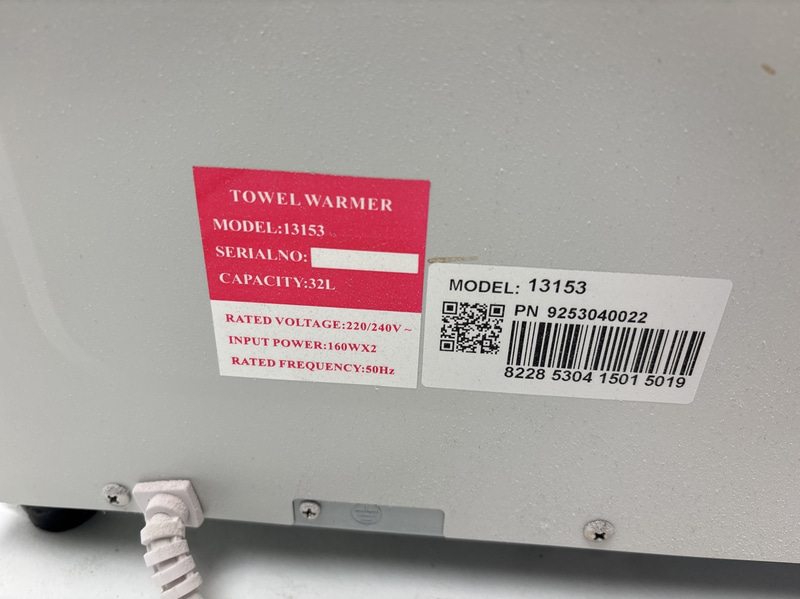 TOWEL WARMER
MODEL:13153
SERIALNO:
CAPACITY:32L
RATED VOLTAGE:220/240V~
INPUT POWER:160WX2
RATED FREQUENCY:50Hz
MODEL: 13153
PN 9253040022
8228 5304 1501 5019